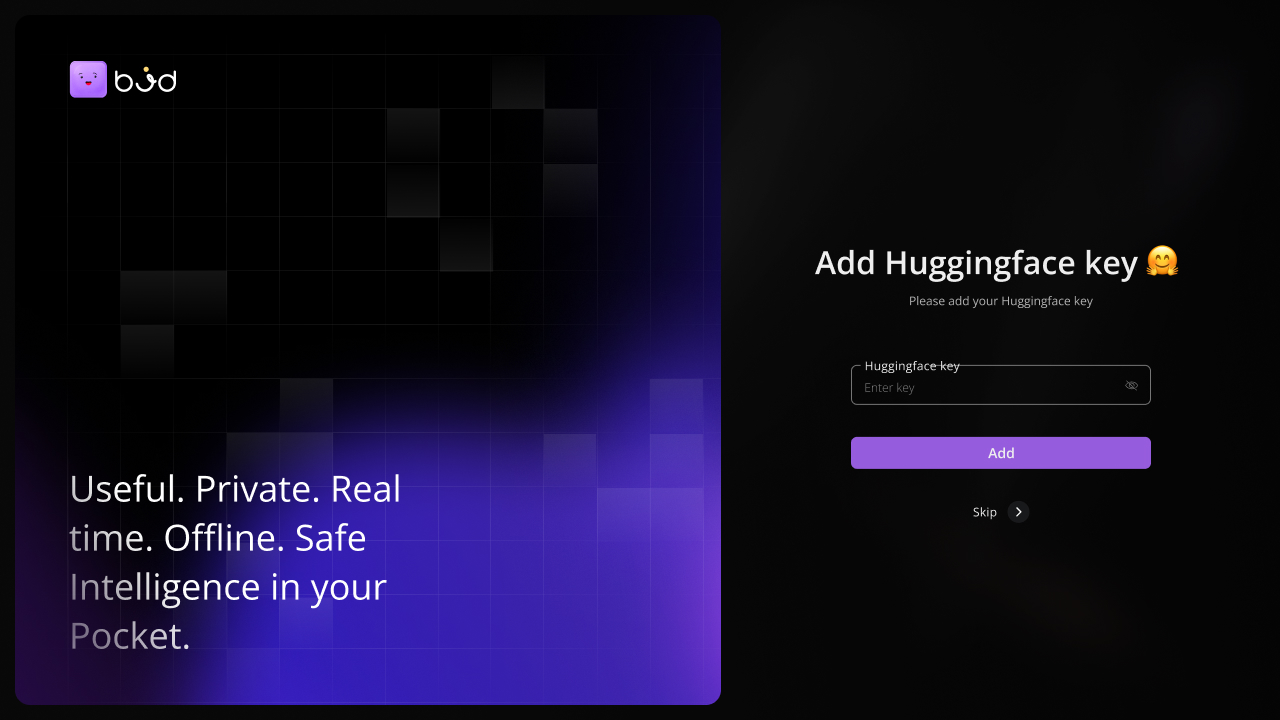 bud
Useful. Private. Real
time. Offline. Safe
Intelligence in your
Pocket.
Add Huggingface key 🤗
Please add your Huggingface key
Huggingface key
Enter key
Add
Skip